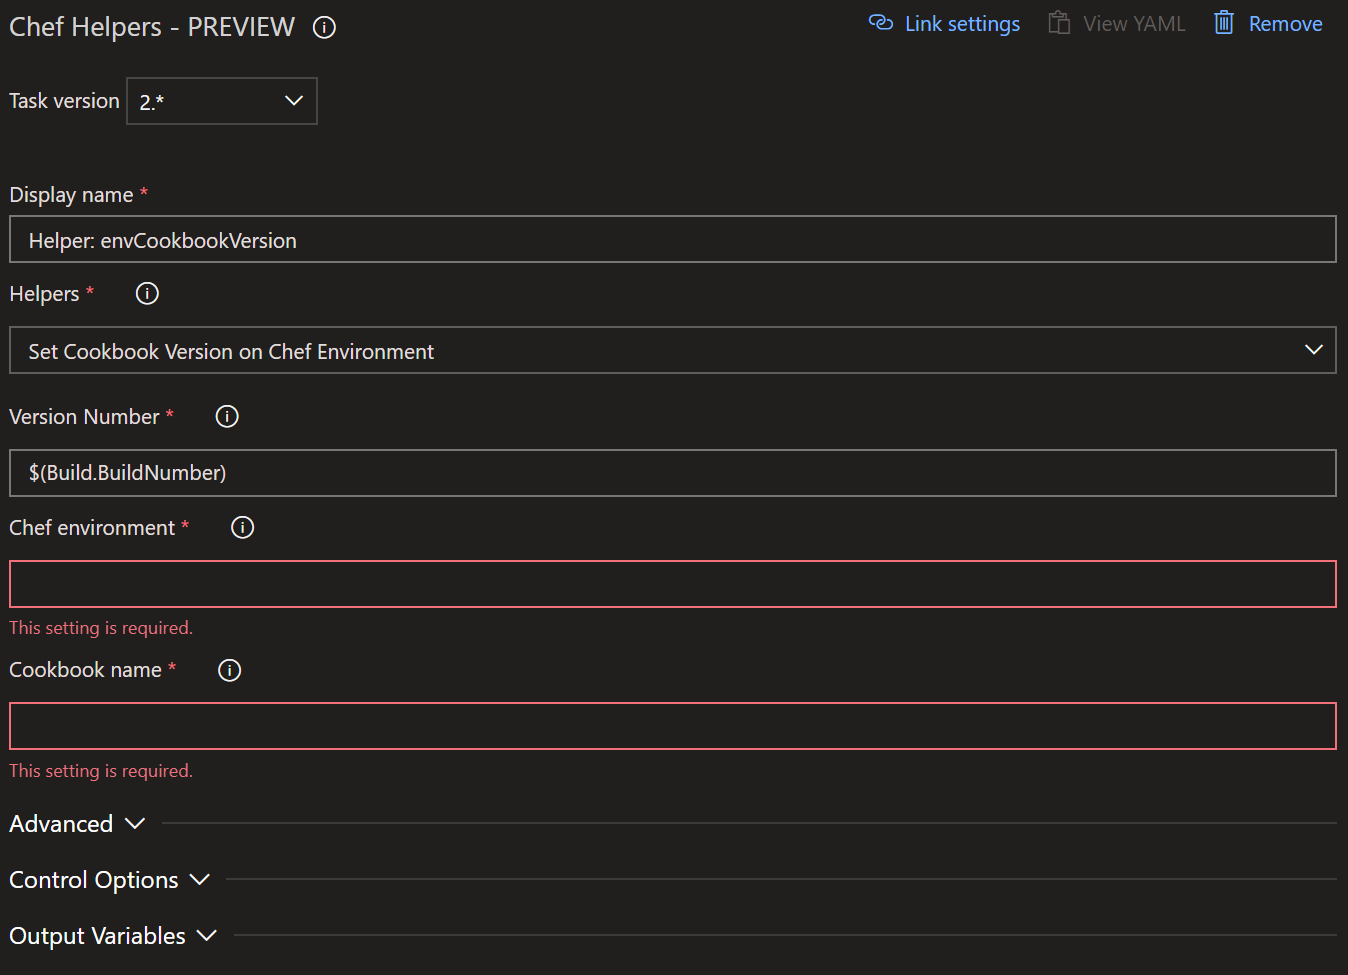 Chef Helpers - PREVIEW
Link settings
View YAML
Remove
Task version 2.*
Display name *
Helper: envCookbookVersion
Helpers *
Set Cookbook Version on Chef Environment
Version Number *
$(Build.BuildNumber)
Chef environment *
This setting is required.
Cookbook name *
This setting is required.
Advanced
Control Options
Output Variables